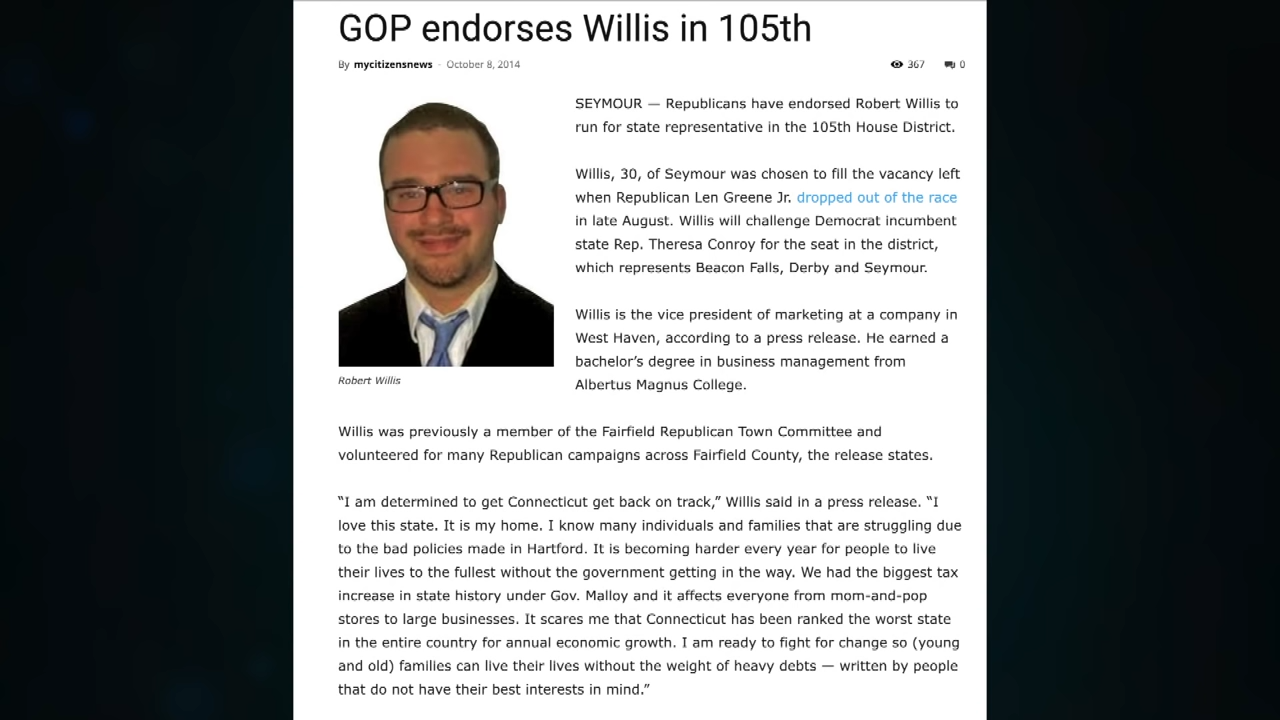 GOP endorses Willis in 105th
By mycitizensnews - October 8, 2014
367 0
SEYMOUR — Republicans have endorsed Robert Willis to
run for state representative in the 105th House District.
Willis, 30, of Seymour was chosen to fill the vacancy left
when Republican Len Greene Jr. dropped out of the race
in late August. Willis will challenge Democrat incumbent
state Rep. Theresa Conroy for the seat in the district,
which represents Beacon Falls, Derby and Seymour.
Willis is the vice president of marketing at a company in
West Haven, according to a press release. He earned a
bachelor’s degree in business management from
Albertus Magnus College.
Robert Willis
Willis was previously a member of the Fairfield Republican Town Committee and
volunteered for many Republican campaigns across Fairfield County, the release states.
“I am determined to get Connecticut get back on track,” Willis said in a press release. “I
love this state. It is my home. I know many individuals and families that are struggling due
to the bad policies made in Hartford. It is becoming harder every year for people to live
their lives to the fullest without the government getting in the way. We had the biggest tax
increase in state history under Gov. Malloy and it affects everyone from mom-and-pop
stores to large businesses. It scares me that Connecticut has been ranked the worst state
in the entire country for annual economic growth. I am ready to fight for change so (young
and old) families can live their lives without the weight of heavy debts — written by people
that do not have their best interests in mind.”